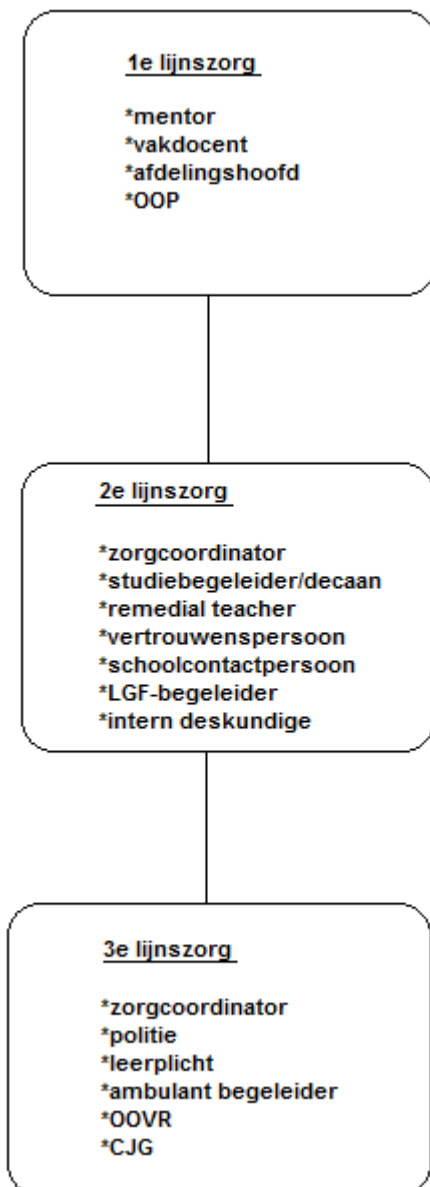 1e lijnszorg
*mentor
*vakdocent
*afdelingshoofd
*OOP
2e lijnszorg
*zorgcoordinator
*studiebegeleider/decaan
*remedial teacher
*vertrouwenspersoon
*schoolcontactpersoon
*LGF-begeleider
*intern deskundige
3e lijnszorg
*zorgcoordinator
*politie
*leerplicht
*ambulant begeleider
*OOVR
*CJG